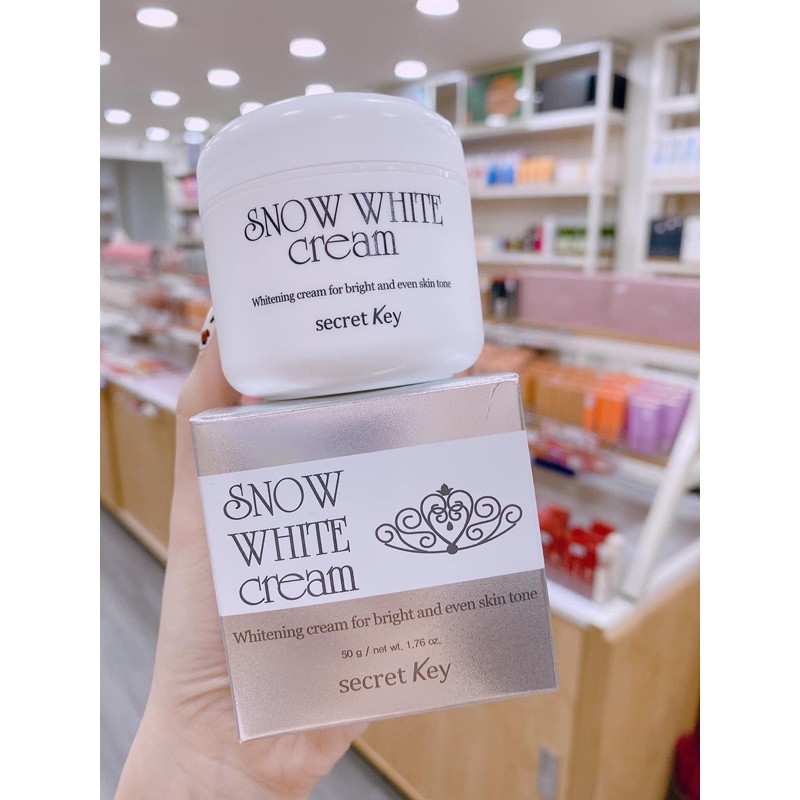 SNOW WHITE
cream
Whitening cream for bright and even skin tone
secret Key
SNOW
WHITE
cream
Whitening cream for bright and even skin tone
50 g / net wt. 1.76 oz.
secret Key